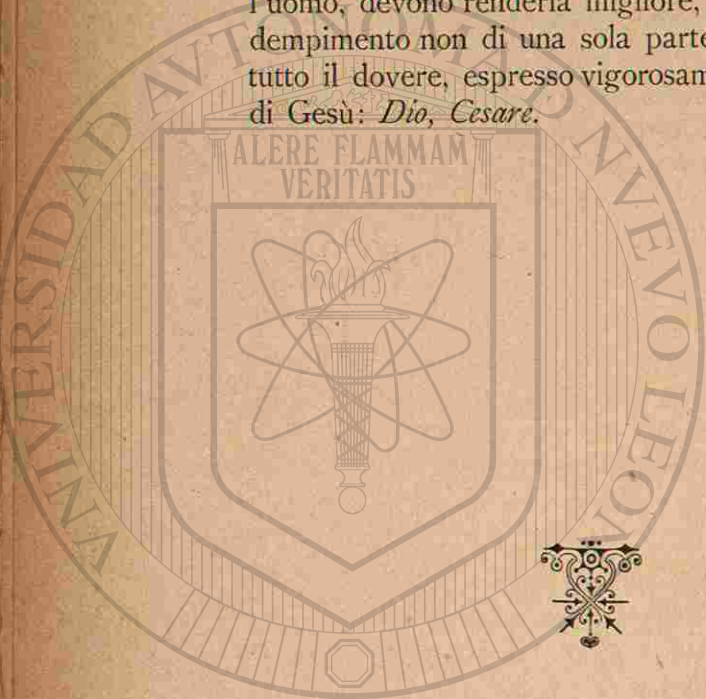 l'uomo, devono renderla migliore,
dempimento non di una sola parte
tutto il dovere, espresso vigorosam
di Gesù: Dio, Cesare.
UNIVERSIDAD AVTONOMA D NVEVO LEON
ALERE FLAMMAM
VERITATIS